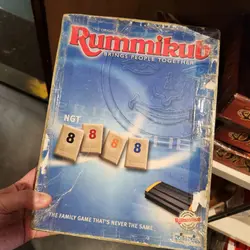 Rummikub
BRINGS PEOPLE TOGETHER
NGT
8 8 8 8
THE FAMILY GAME THAT'S NEVER THE SAME